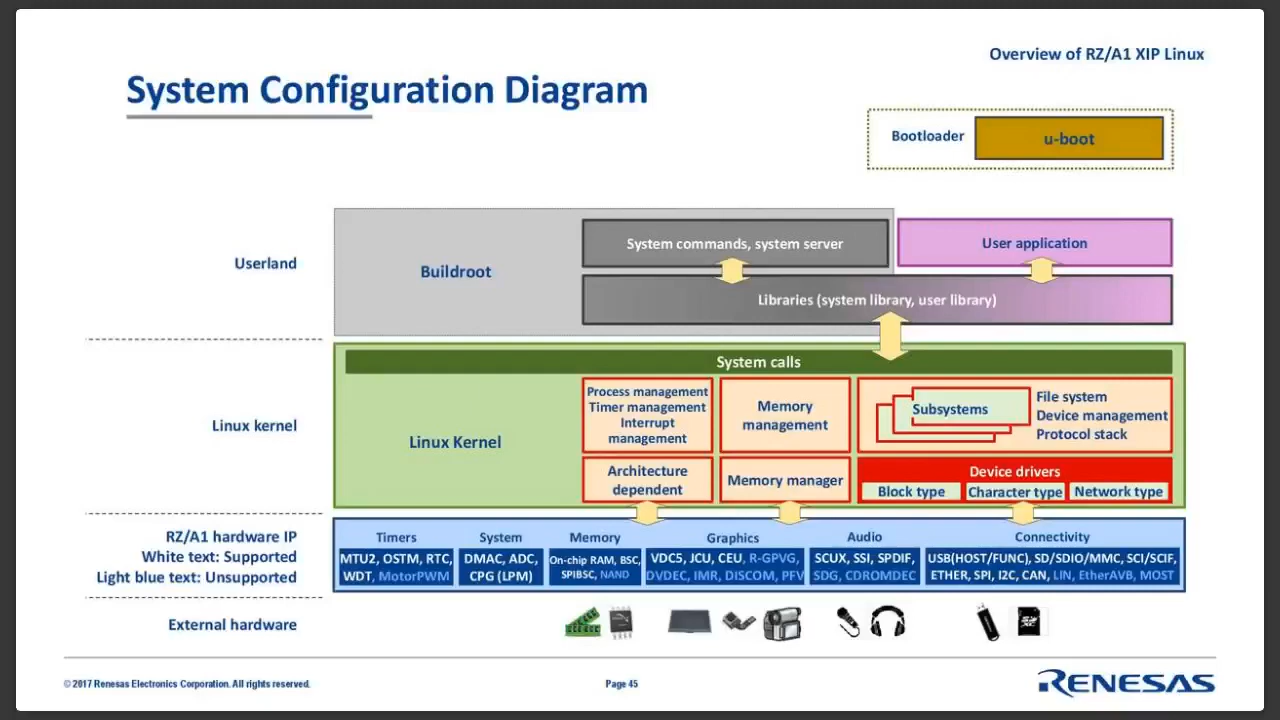 Overview of RZ/A1 XIP Linux
System Configuration Diagram
Bootloader
u-boot
Userland
Buildroot
System commands, system server
User application
Libraries (system library, user library)
Linux kernel
System calls
Linux Kernel
Process management
Timer management
Interrupt
management
Memory
management
Subsystems
File system
Device management
Protocol stack
Architecture
dependent
Memory manager
Device drivers
Block type
Character type
Network type
RZ/A1 hardware IP
White text: Supported
Light blue text: Unsupported
Timers
MTU2, OSTM, RTC,
WDT, MotorPWM
System
DMAC, ADC,
CPG (LPM)
Memory
On-chip RAM, BSC,
SPIBSC, NAND
Graphics
VDC5, JCU, CEU, R-GPVG,
DVDEC, IMR, DISCOM, PFV
Audio
SCUX, SSI, SPDIF,
SDG, CDROMDEC
Connectivity
USB(HOST/FUNC), SD/SDIO/MMC, SCI/SCIF,
ETHER, SPI, I2C, CAN, LIN, EtherAVB, MOST
External hardware
© 2017 Renesas Electronics Corporation. All rights reserved.
Page 45
RENESAS